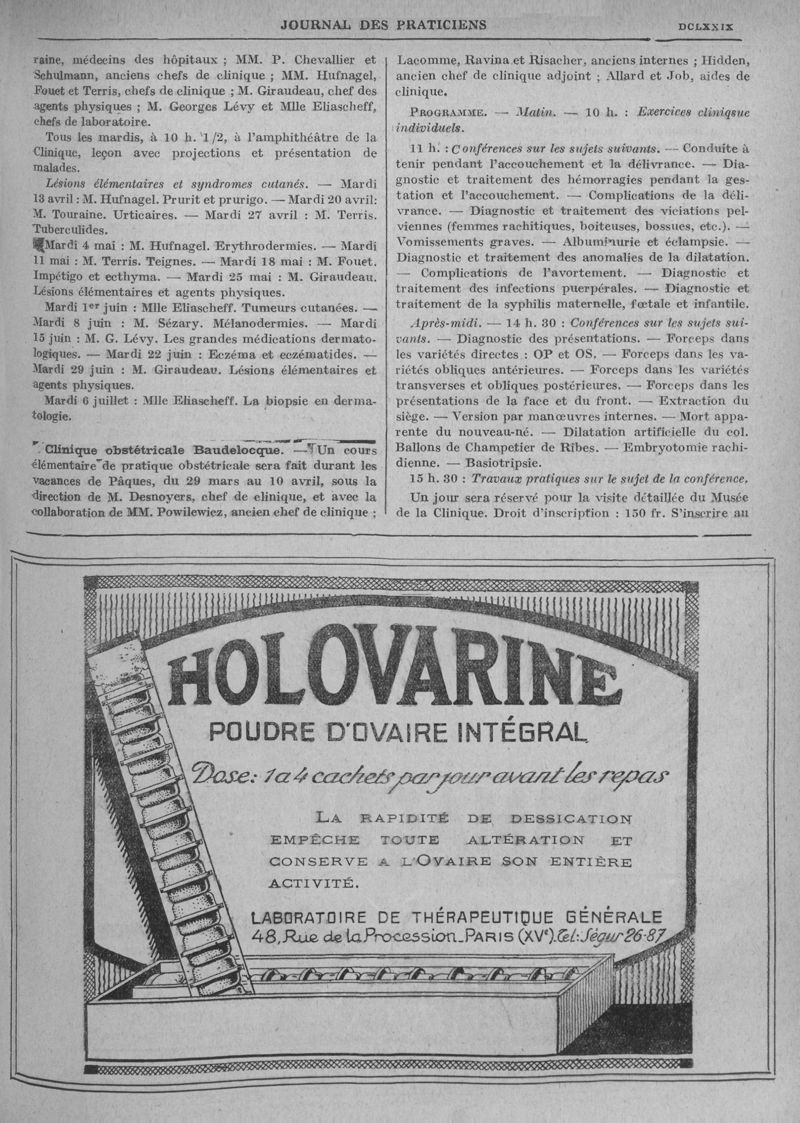 JOURNAL DES PRATICIENS
DCLXXIX
raine, médecins des hôpitaux ; MM. P. Chevallier et
Schulmann, anciens chefs de clinique ; MM. Hufnagel,
Fouet et Terris, chefs de clinique ; M. Giraudeau, chef des
agents physiques ; M. Georges Lévy et Mlle Eliascheff,
chefs de laboratoire.
Tous les mardis, à 10 h. 1/2, à l'amphithéâtre de la
Clinique, leçon avec projections et présentation de
malades.
Lésions élémentaires et syndromes cutanés. — Mardi
13 avril : M. Hufnagel. Prurit et prurigo. — Mardi 20 avril:
M. Touraine. Urticaires. — Mardi 27 avril : M. Terris.
Tuberculides.
Mardi 4 mai : M. Hufnagel. Erythrodermies. — Mardi
11 mai : M. Terris. Teignes. — Mardi 18 mai : M. Fouet.
Impétigo et ecthyma. — Mardi 25 mai : M. Giraudeau.
Lésions élémentaires et agents physiques.
Mardi 1er juin : Mlle Eliascheff. Tumeurs cutanées. —
Mardi 8 juin : M. Sézary. Mélanodermies. — Mardi
15 juin : M. G. Lévy. Les grandes médications dermato-
logiques. — Mardi 22 juin : Eczéma et eczématides. —
Mardi 29 juin : M. Giraudeau. Lésions élémentaires et
agents physiques.
Mardi 6 juillet : Mlle Eliascheff. La biopsie en derma-
tologie.
Clinique obstétricale Baudelocque. — Un cours
élémentaire de pratique obstétricale sera fait durant les
vacances de Pâques, du 29 mars au 10 avril, sous la
direction de M. Desnoyers, chef de clinique, et avec la
collaboration de MM. Powilewicz, ancien chef de clinique ;
Lacomme, Ravina et Risacher, anciens internes ; Hidden,
ancien chef de clinique adjoint ; Allard et Job, aides de
clinique.
PROGRAMME. — Matin. — 10 h. : Exercices cliniqsue
individuels.
11 h. : Conférences sur les sujets suivants. — Conduite à
tenir pendant l'accouchement et la délivrance. — Dia-
gnostic et traitement des hémorragies pendant la ges-
tation et l'accouchement. — Complications de la déli-
vrance. — Diagnostic et traitement des viciations pel-
viennes (femmes rachitiques, boiteuses, bossues, etc.). —
Vomissements graves. — Albuminurie et éclampsie. —
Diagnostic et traitement des anomalies de la dilatation.
— Complications de l'avortement. — Diagnostic et
traitement des infections puerpérales. — Diagnostic et
traitement de la syphilis maternelle, fœtale et infantile.
Après-midi. — 14 h. 30 : Conférences sur les sujets sui-
vants. — Diagnostic des présentations. — Forceps dans
les variétés directes : OP et OS. — Forceps dans les va-
riétés obliques antérieures. — Forceps dans les variétés
transverses et obliques postérieures. — Forceps dans les
présentations de la face et du front. — Extraction du
siège. — Version par manœuvres internes. — Mort appa-
rente du nouveau-né. — Dilatation artificielle du col.
Ballons de Champetier de Ribes. — Embryotomie rachi-
dienne. — Basiotripsie.
15 h. 30 : Travaux pratiques sur le sujet de la conférence.
Un jour sera réservé pour la visite détaillée du Musée
de la Clinique. Droit d'inscription : 150 fr. S'inscrire au
HOLOVARINE
POUDRE D'OVAIRE INTÉGRAL
Dose: 1 a 4 cachets par jour avant les repas
LA RAPIDITÉ DE DESSICATION
EMPÊCHE TOUTE ALTÉRATION ET
CONSERVE A L'OVAIRE SON ENTIÈRE
ACTIVITÉ.
LABORATOIRE DE THÉRAPEUTIQUE GÉNÉRALE
48, Rue de la Procession_PARIS (XVe). Tel: Ségur 26-87